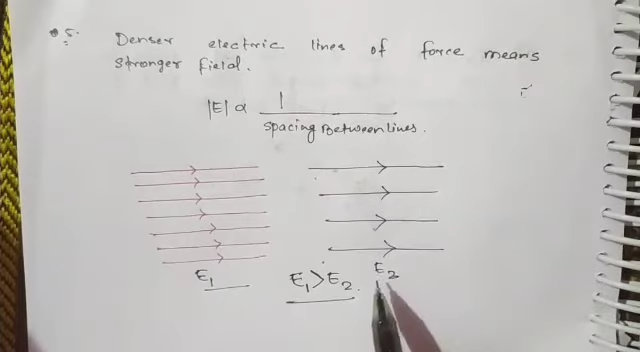 5. Denser electric lines of force means
stronger field.
|E| ∝ 1
spacing Between lines.
E1
E1>E2.
E2